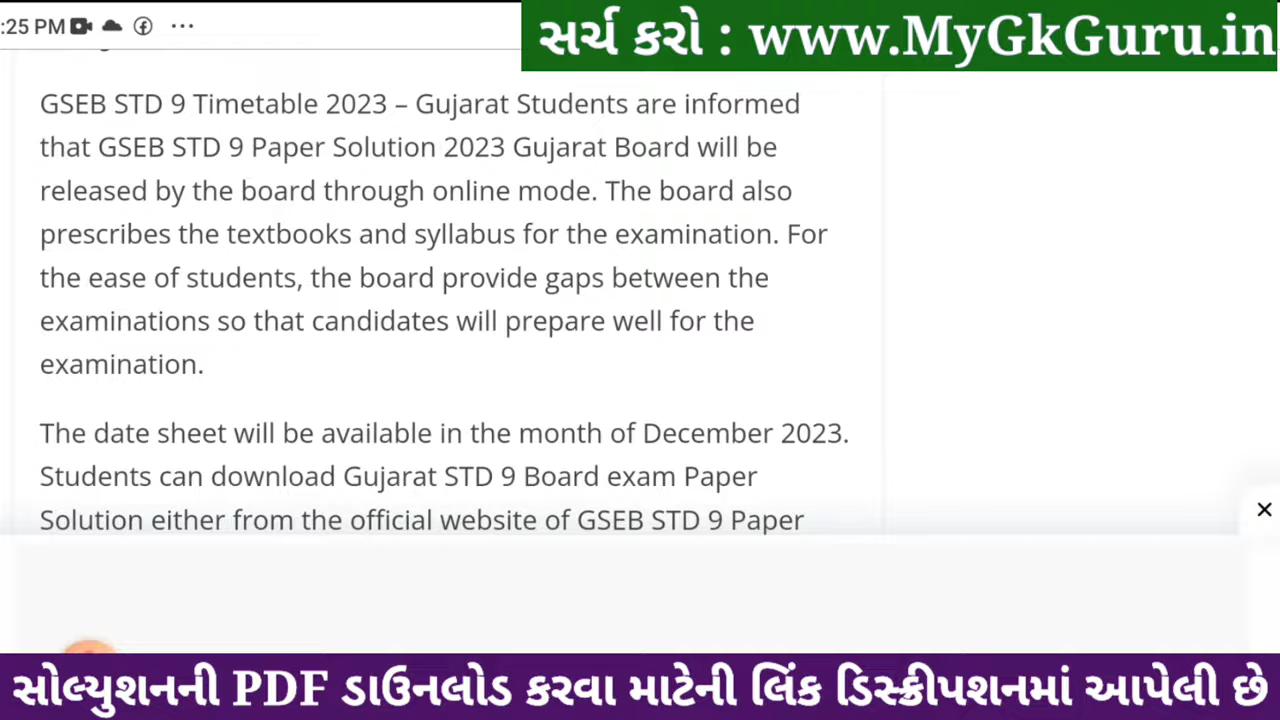 :25 PM
સર્ચ કરો : www.MyGkGuru.in
GSEB STD 9 Timetable 2023 – Gujarat Students are informed
that GSEB STD 9 Paper Solution 2023 Gujarat Board will be
released by the board through online mode. The board also
prescribes the textbooks and syllabus for the examination. For
the ease of students, the board provide gaps between the
examinations so that candidates will prepare well for the
examination.
The date sheet will be available in the month of December 2023.
Students can download Gujarat STD 9 Board exam Paper
Solution either from the official website of GSEB STD 9 Paper
સોલ્યુશનની PDF ડાઉનલોડ કરવા માટેની લિંક ડિસ્ક્રીપશનમાં આપેલી છે